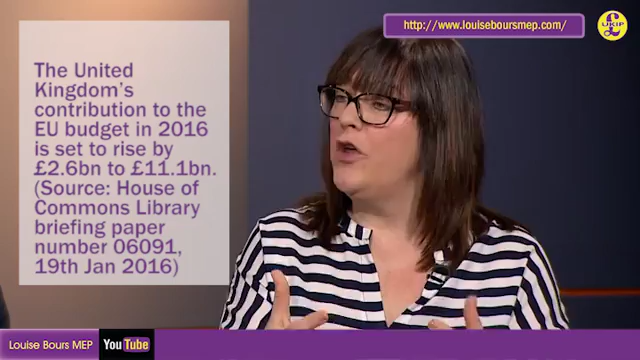 http://www.louiseboursmep.com/
UKIP
The United
Kingdom's
contribution to the
EU budget in 2016
is set to rise by
£2.6bn to £11.1bn.
(Source: House of
Commons Library
briefing paper
number 06091,
19th Jan 2016)
Louise Bours MEP
YouTube